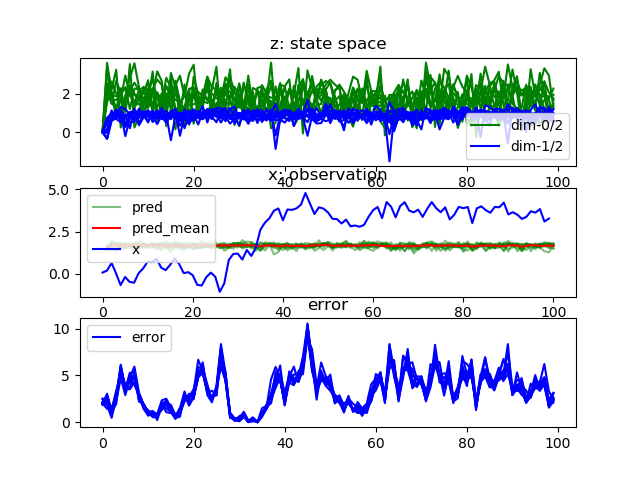 z: state space
2
0
dim-0/2
dim-1/2
0 20 40 60 80 100
x: observation
5.0
2.5
0.0
pred
pred_mean
x
0 20 40 60 80 100
error
10
5
0
error
0 20 40 60 80 100